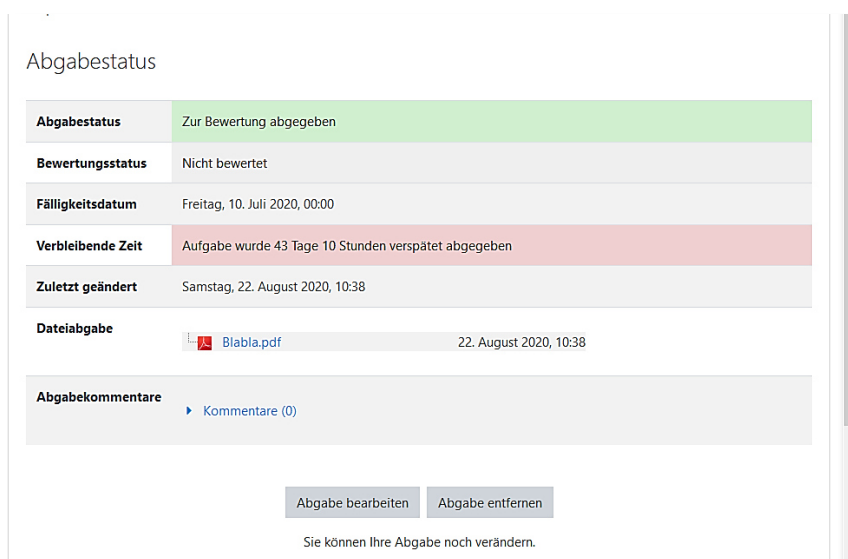 Abgabestatus
Abgabestatus Zur Bewertung abgegeben
Bewertungsstatus Nicht bewertet
Fälligkeitsdatum Freitag, 10. Juli 2020, 00:00
Verbleibende Zeit Aufgabe wurde 43 Tage 10 Stunden verspätet abgegeben
Zuletzt geändert Samstag, 22. August 2020, 10:38
Dateiabgabe
Blabla.pdf 22. August 2020, 10:38
Abgabekommentare
Kommentare (0)
Abgabe bearbeiten Abgabe entfernen
Sie können Ihre Abgabe noch verändern.